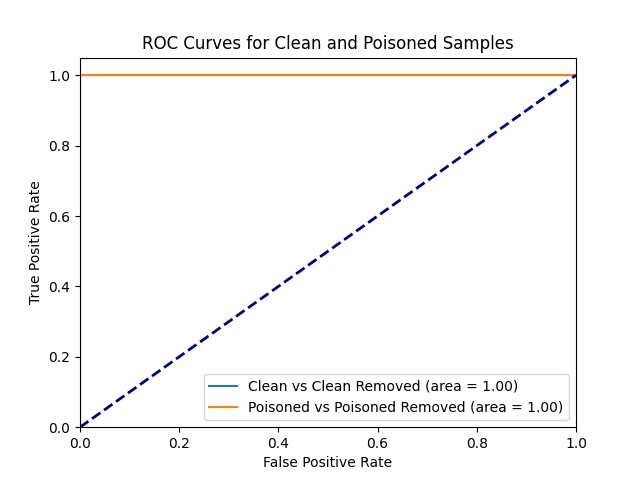 ROC Curves for Clean and Poisoned Samples
1.0
0.8
0.6
0.4
0.2
0.0
True Positive Rate
Clean vs Clean Removed (area = 1.00)
Poisoned vs Poisoned Removed (area = 1.00)
0.0 0.2 0.4 0.6 0.8 1.0
False Positive Rate